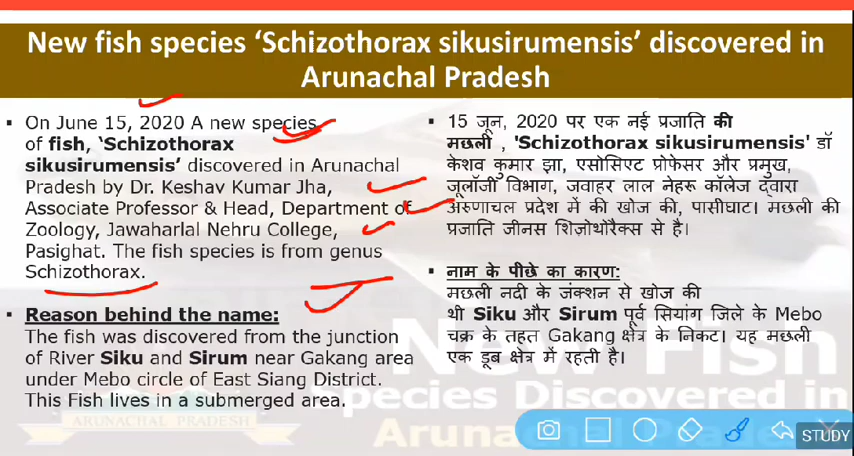 New fish species ‘Schizothorax sikusirumensis’ discovered in
Arunachal Pradesh
▪ On June 15, 2020 A new species
of fish, ‘Schizothorax
sikusirumensis’ discovered in Arunachal
Pradesh by Dr. Keshav Kumar Jha,
Associate Professor & Head, Department of
Zoology, Jawaharlal Nehru College,
Pasighat. The fish species is from genus
Schizothorax.
▪ Reason behind the name:
The fish was discovered from the junction
of River Siku and Sirum near Gakang area
under Mebo circle of East Siang District.
This Fish lives in a submerged area.
▪ 15 जून, 2020 पर एक नई प्रजाति की
मछली , 'Schizothorax sikusirumensis' डॉ
केशव कुमार झा, एसोसिएट प्रोफेसर और प्रमुख,
जूलॉजी विभाग, जवाहर लाल नेहरू कॉलेज द्वारा
अरुणाचल प्रदेश में की खोज की, पासीघाट। मछली की
प्रजाति जीनस शिज़ोथोरैक्स से है।
▪ नाम के पीछे का कारण:
मछली नदी के जंक्शन से खोज की
थी Siku और Sirum पूर्व सियांग जिले के Mebo
चक्र के तहत Gakang क्षेत्र के निकट। यह मछली
एक डूब क्षेत्र में रहती है।
New Fish
Species Discovered in
Arunachal Pradesh
ARUNACHAL PRADESH
STUDY